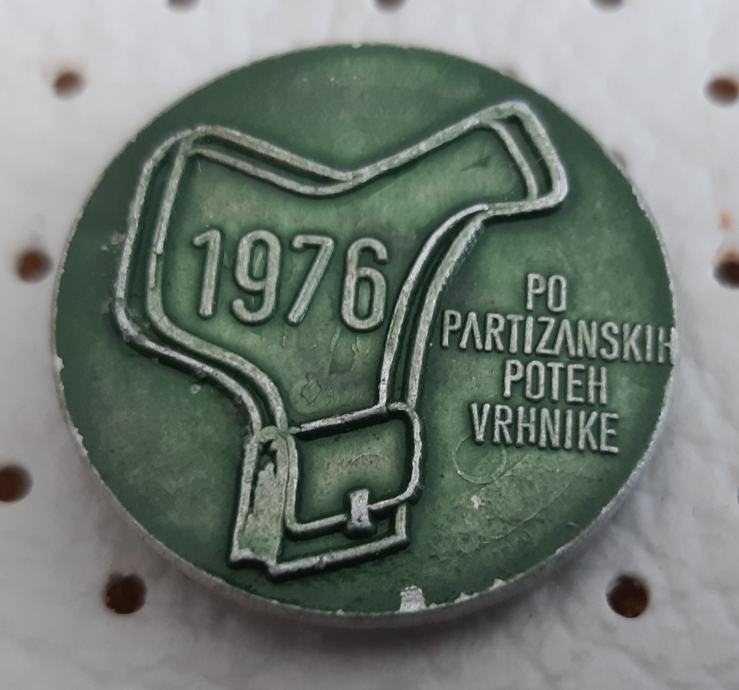 1976
PO
PARTIZANSKIH
POTEH
VRHNIKE